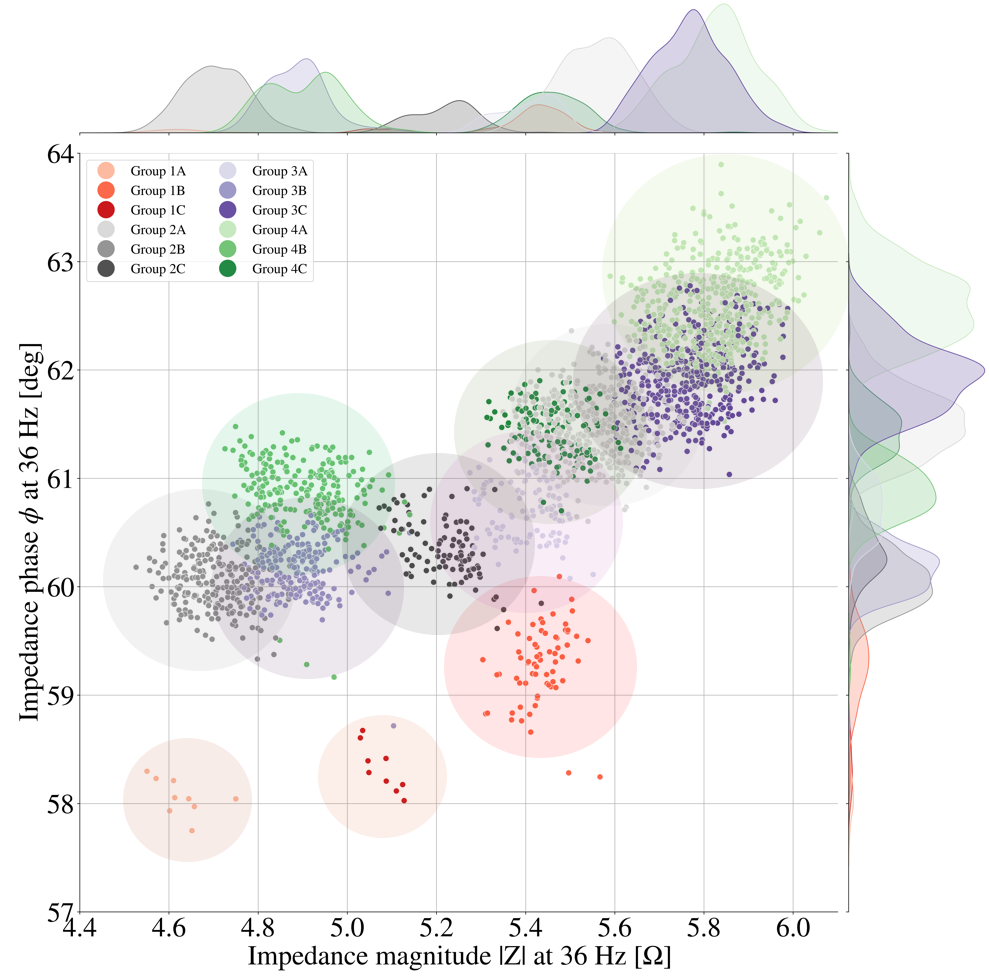 64
63
62
61
60
59
58
57
Impedance phase ϕ at 36 Hz [deg]
Group 1A
Group 1B
Group 1C
Group 2A
Group 2B
Group 2C
Group 3A
Group 3B
Group 3C
Group 4A
Group 4B
Group 4C
4.4 4.6 4.8 5.0 5.2 5.4 5.6 5.8 6.0
Impedance magnitude |Z| at 36 Hz [Ω]